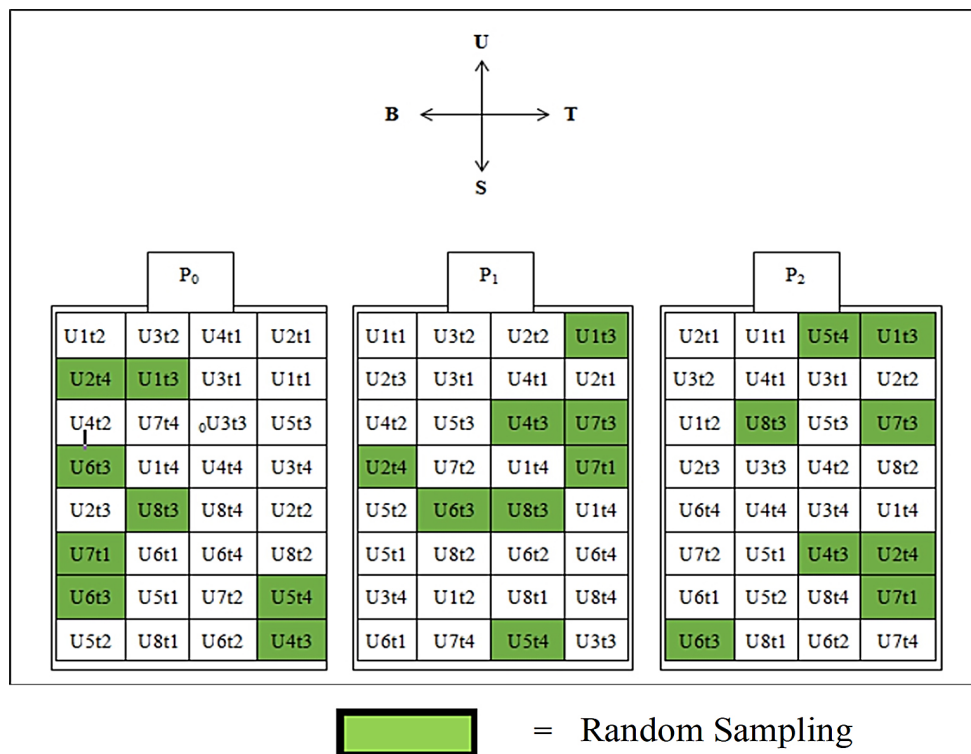 U
B T
S
P0 P1 P2
U1t2 U3t2 U4t1 U2t1 U1t1 U3t2 U2t2 U1t3 U2t1 U1t1 U5t4 U1t3
U2t4 U1t3 U3t1 U1t1 U2t3 U3t1 U4t1 U2t1 U3t2 U4t1 U3t1 U2t2
U4t2 U7t4 0U3t3 U5t3 U4t2 U5t3 U4t3 U7t3 U1t2 U8t3 U5t3 U7t3
U6t3 U1t4 U4t4 U3t4 U2t4 U7t2 U1t4 U7t1 U2t3 U3t3 U4t2 U8t2
U2t3 U8t3 U8t4 U2t2 U5t2 U6t3 U8t3 U1t4 U6t4 U4t4 U3t4 U1t4
U7t1 U6t1 U6t4 U8t2 U5t1 U8t2 U6t2 U6t4 U7t2 U5t1 U4t3 U2t4
U6t3 U5t1 U7t2 U5t4 U3t4 U1t2 U8t1 U8t4 U6t1 U5t2 U8t4 U7t1
U5t2 U8t1 U6t2 U4t3 U6t1 U7t4 U5t4 U3t3 U6t3 U8t1 U6t2 U7t4
= Random Sampling